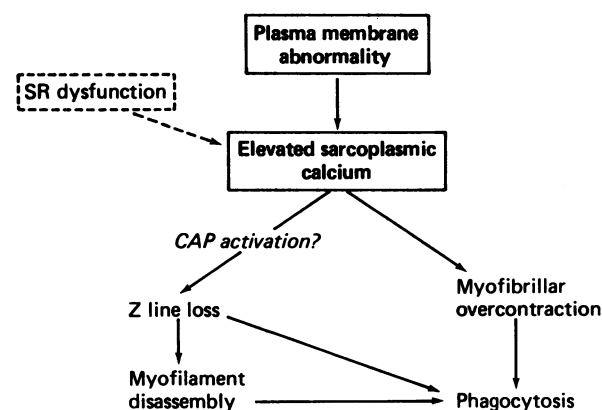 Plasma membrane
abnormality
SR dysfunction
Elevated sarcoplasmic
calcium
CAP activation?
Myofibrillar
overcontraction
Z line loss
Myofilament
disassembly
Phagocytosis